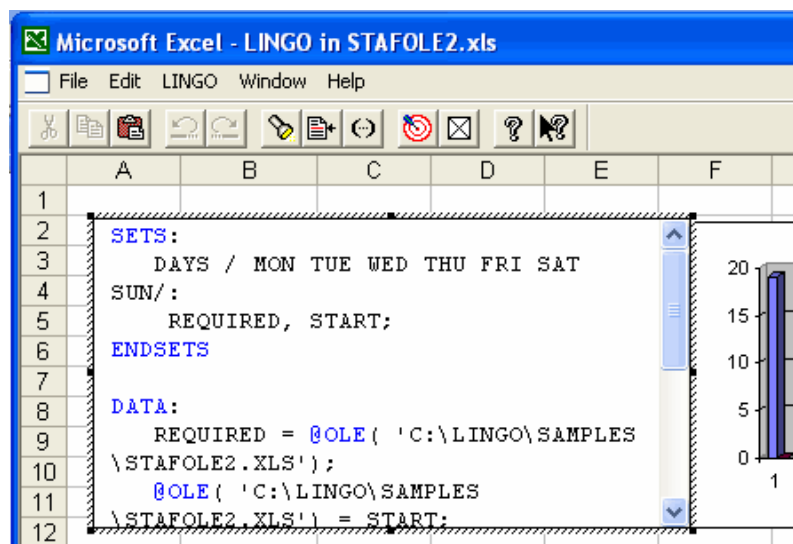 Microsoft Excel - LINGO in STAFOLE2.xls
File Edit LINGO Window Help
A B C D E F
1
2
3
4
5
6
7
8
9
10
11
12
SETS:
DAYS / MON TUE WED THU FRI SAT
SUN/:
REQUIRED, START;
ENDSETS
DATA:
REQUIRED = @OLE( 'C:\LINGO\SAMPLES
\STAFOLE2.XLS');
@OLE( 'C:\LINGO\SAMPLES
\STAFOLE2.XLS') = START;
20
15
10
5
0
1